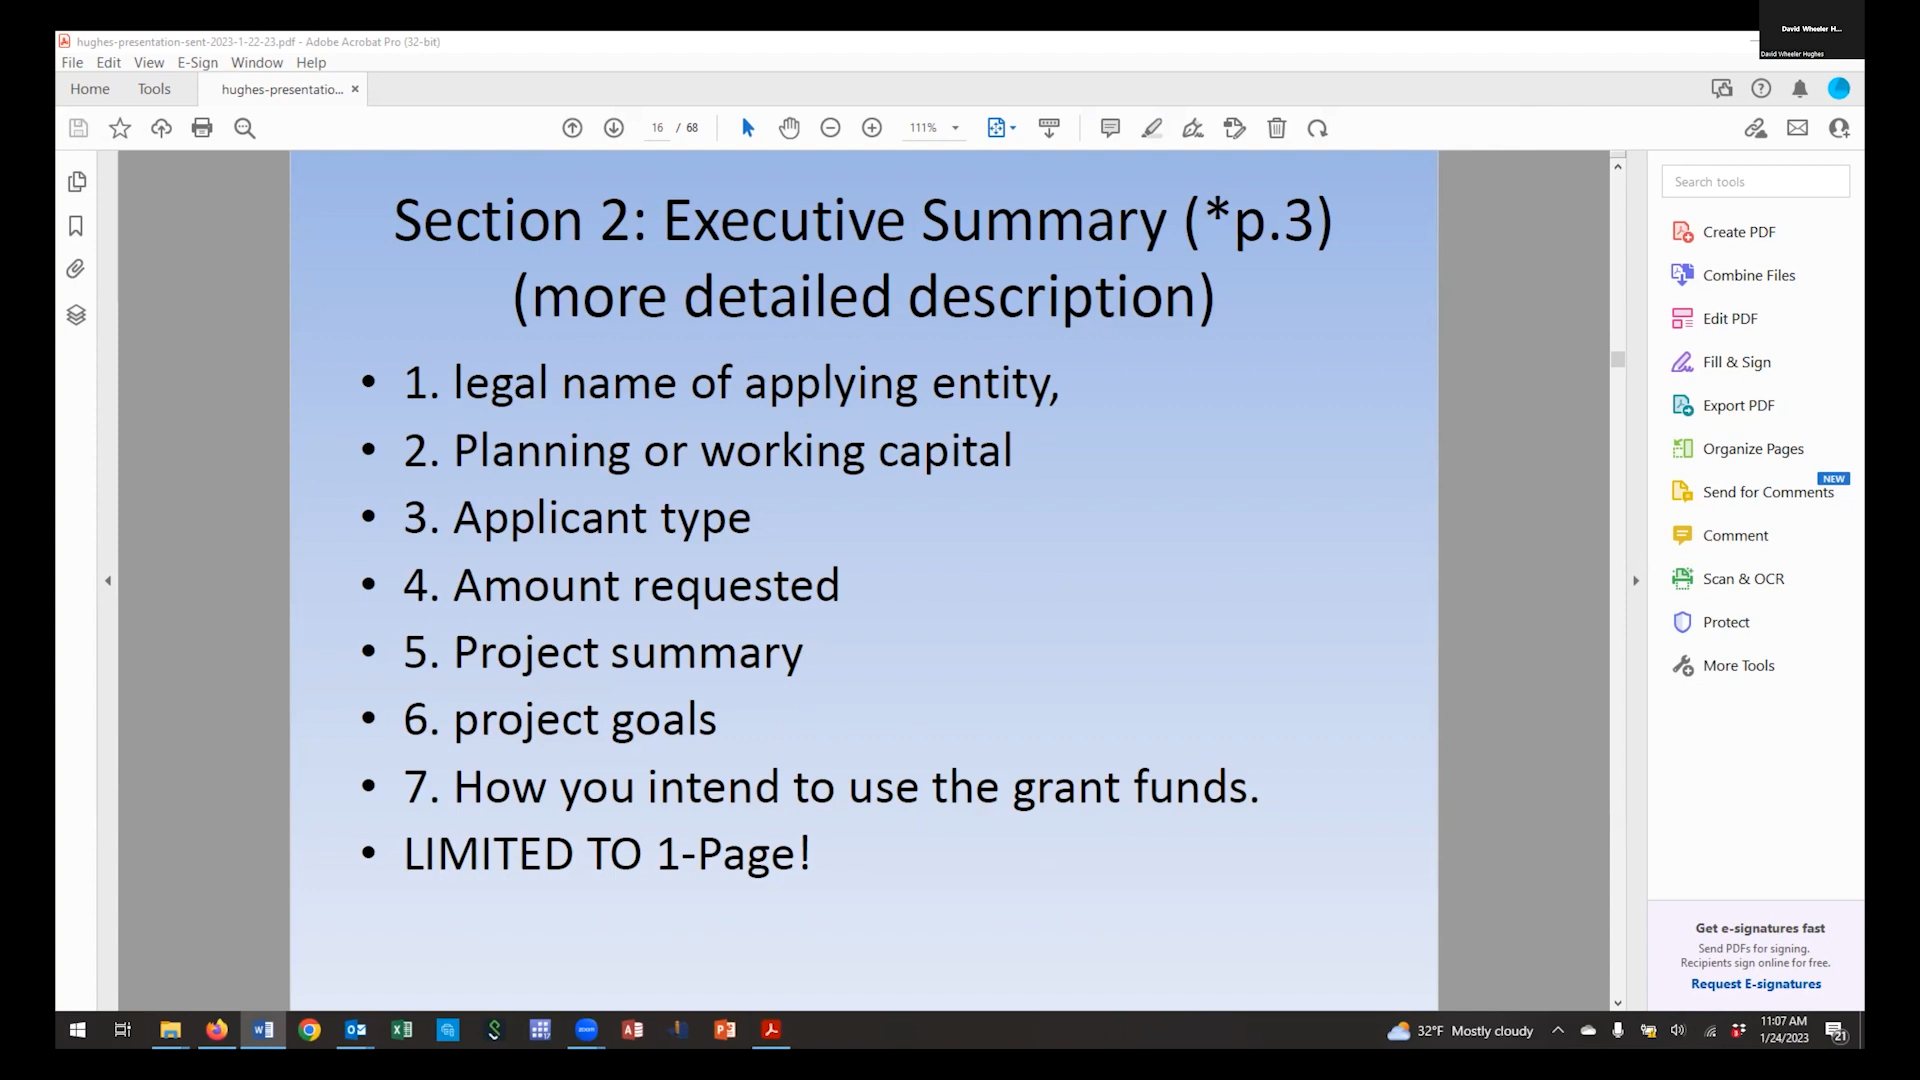 David Wheeler H...
David Wheeler Hughes
hughes-presentation-sent-2023-1-22-23.pdf - Adobe Acrobat Pro (32-bit)
File Edit View E-Sign Window Help
Home Tools hughes-presentatio... ×
16 / 68 111%
Search tools
Section 2: Executive Summary (*p.3)
(more detailed description)
• 1. legal name of applying entity,
• 2. Planning or working capital
• 3. Applicant type
• 4. Amount requested
• 5. Project summary
• 6. project goals
• 7. How you intend to use the grant funds.
• LIMITED TO 1-Page!
Create PDF
Combine Files
Edit PDF
Fill & Sign
Export PDF
Organize Pages
NEW
Send for Comments
Comment
Scan & OCR
Protect
More Tools
Get e-signatures fast
Send PDFs for signing.
Recipients sign online for free.
Request E-signatures
zoom
32°F Mostly cloudy
11:07 AM
1/24/2023
21